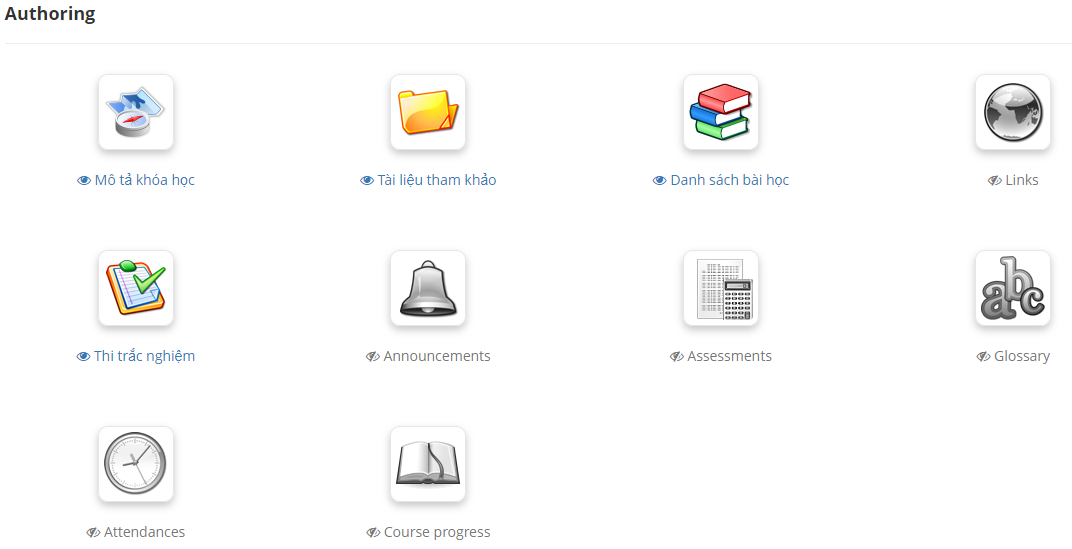 Authoring
Mô tả khóa học
Tài liệu tham khảo
Danh sách bài học
Links
Thi trắc nghiệm
Announcements
Assessments
Glossary
Attendances
Course progress